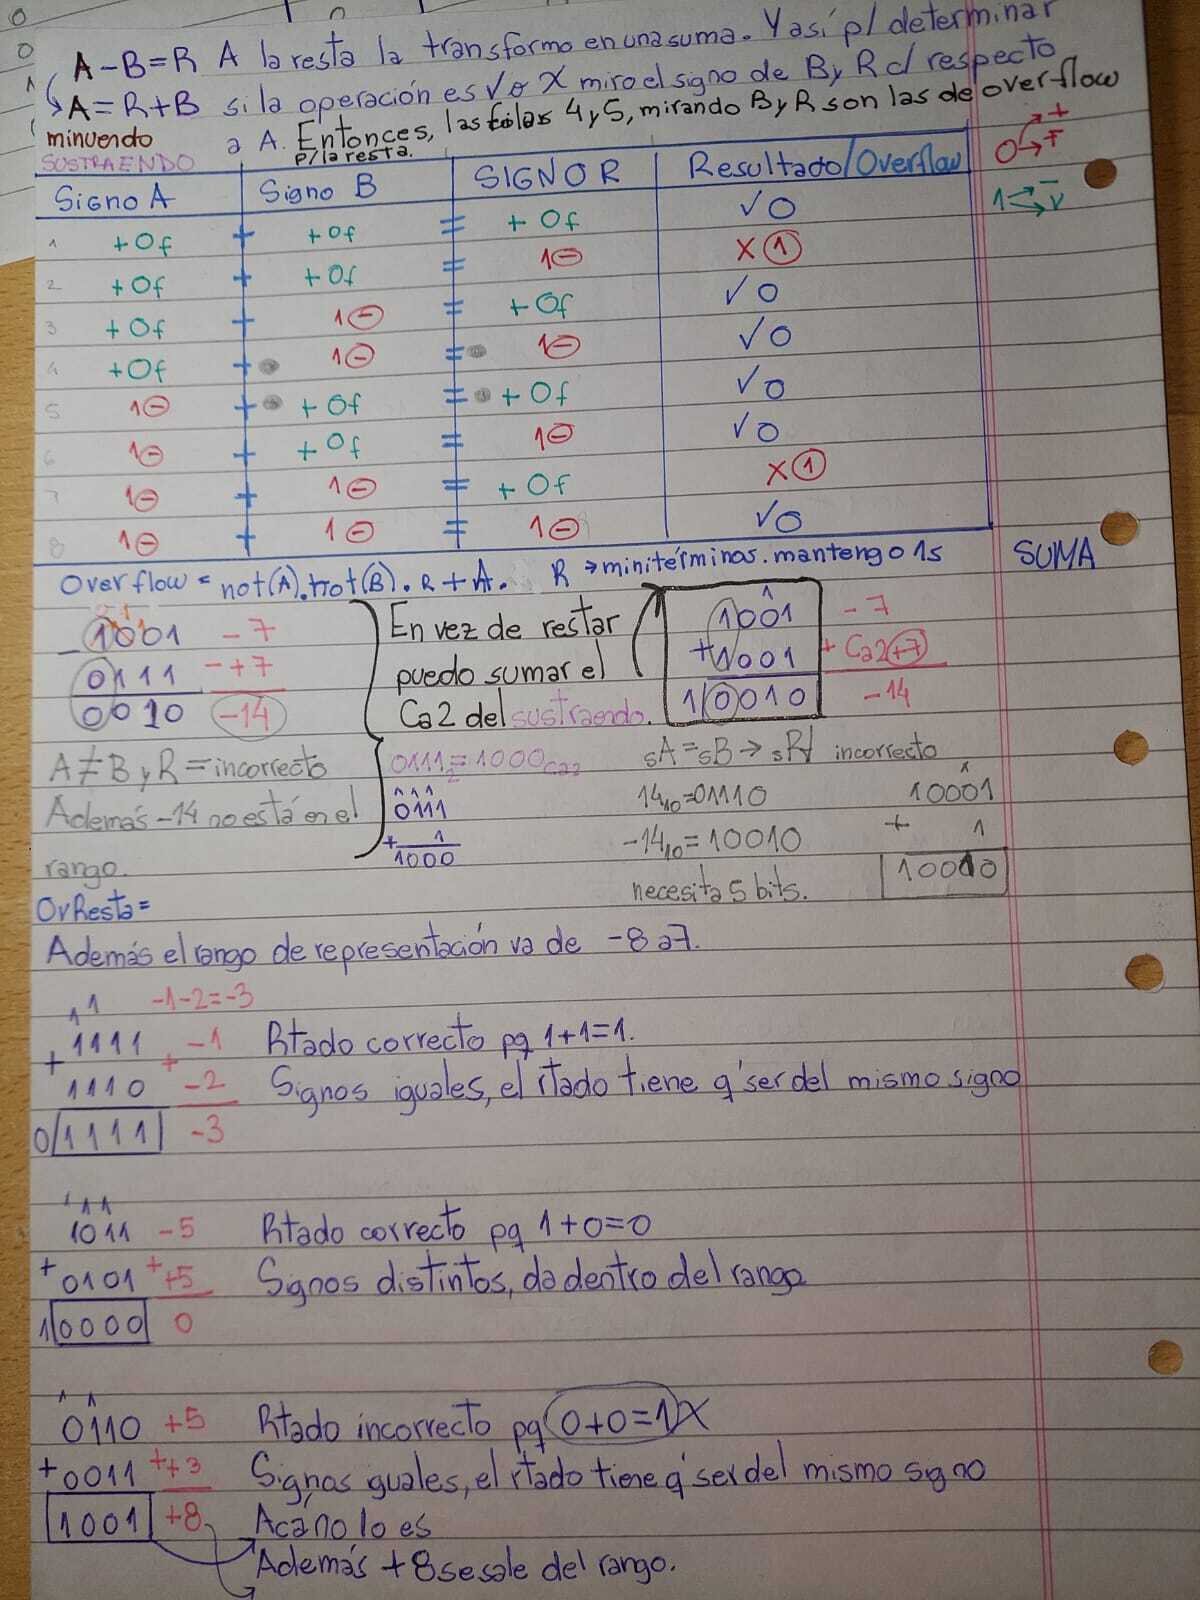 A-B=R A la resta la transformo en una suma. Y así p/ determinar
A=R+B si la operación es √ o X miro el signo de B y R c/ respecto
minuendo a A. Entonces, las filas 4 y 5, mirando B y R son las de overflow
SUSTRAENDO p/ la resta.
Signo A Signo B SIGNO R Resultado/Overflow
0 → + F
1 → - V
1 +0f + +0f = +0f √0
2 +0f + +0f = 1⊖ X①
3 +0f + 1⊖ = +0f √0
4 +0f + 1⊖ = 1⊖ √0
5 1⊖ + +0f = +0f √0
6 1⊖ + +0f = 1⊖ √0
7 1⊖ + 1⊖ = +0f X①
8 1⊖ + 1⊖ = 1⊖ √0
Overflow = not(A).not(B).R+A. R → minitérminos. mantengo 1s SUMA
1001 -7
- 0111 -+7
0010 -14
En vez de restar
puedo sumar el
Ca2 del sustraendo.
1001 -7
+1001 + Ca2+7
1/0010 -14
A≠B y R = incorrecto
Además -14 no está en el
rango.
0111₂=1000Ca2
111
0111
+ 1
1000
sA=sB→sR/ incorrecto
14₁₀=01110
-14₁₀=10010
necesita 5 bits.
10001
+ 1
10010
OvResta=
Además el rango de representación va de -8 a 7.
11 -1-2=-3
1111 -1
+ 1110 + -2
0/1111 -3
Rtado correcto pq 1+1=1.
Signos iguales, el rtado tiene q' ser del mismo signo
111
1011 -5
+0101 ++5
1/0000 0
Rtado correcto pq 1+0=0
Signos distintos, da dentro del rango
0110 +5
+0011 ++3
1001 +8
Rtado incorrecto pq 0+0=1X
Signos iguales, el rtado tiene q' ser del mismo signo
Acá no lo es
Además +8 se sale del rango.